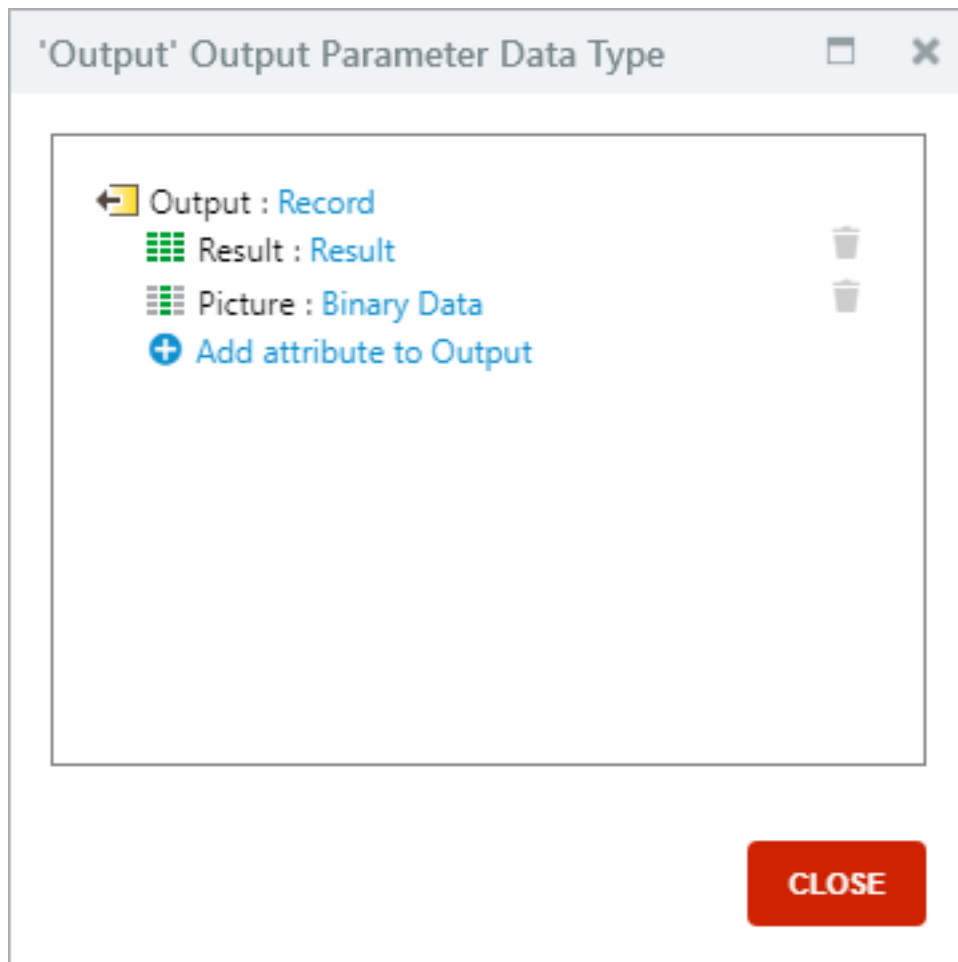 'Output' Output Parameter Data Type
Output : Record
Result : Result
Picture : Binary Data
Add attribute to Output
CLOSE